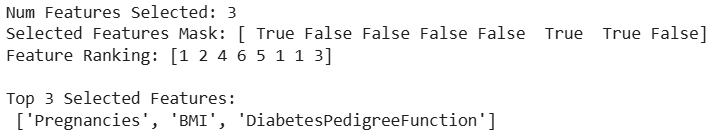 Num Features Selected: 3
Selected Features Mask: [ True False False False False  True  True False]
Feature Ranking: [1 2 4 6 5 1 1 3]

Top 3 Selected Features:
 ['Pregnancies', 'BMI', 'DiabetesPedigreeFunction']